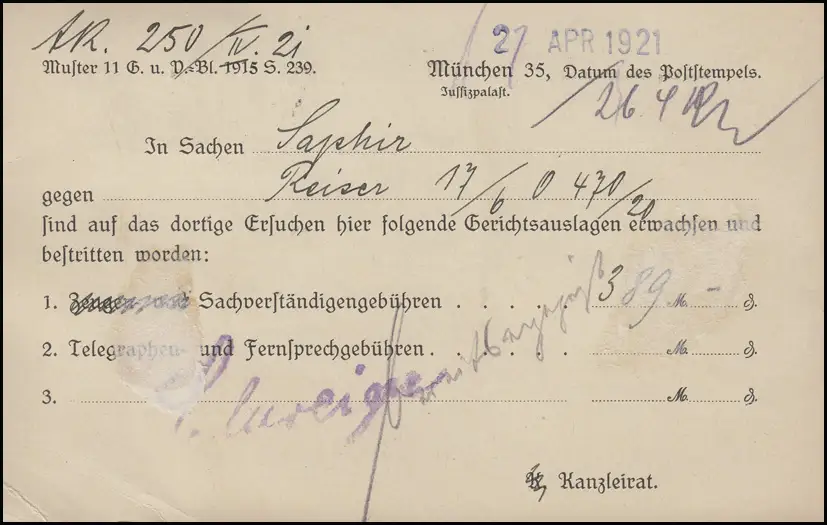 AR. 250/IV. 21
27 APR 1921
Muſter 11 G. u. V.-Bl. 1915 S. 239.
München 35, Datum des Poſtſtempels.
Juſtizpalaſt.
26 4
In Sachen Saphir
gegen Reiser 17/6 O 470/20
ſind auf das dortige Erſuchen hier folgende Gerichtsauslagen erwachſen und
beſtritten worden:
1. Sachverſtändigengebühren . . . . . 389 M. – ₰.
2. Telegraphen- und Fernſprechgebühren . . . . . M. ₰.
3. M. ₰.
Kanzleirat.